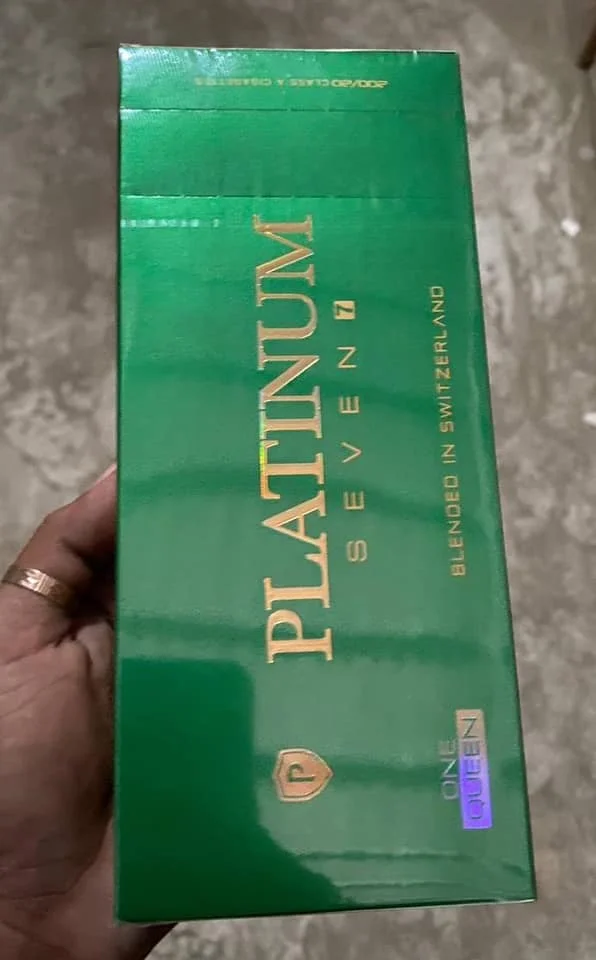 PLATINUM
SEVEN 7
BLENDED IN SWITZERLAND
P
ONE
QUEEN
200/20 CLASS A CIGARETTES